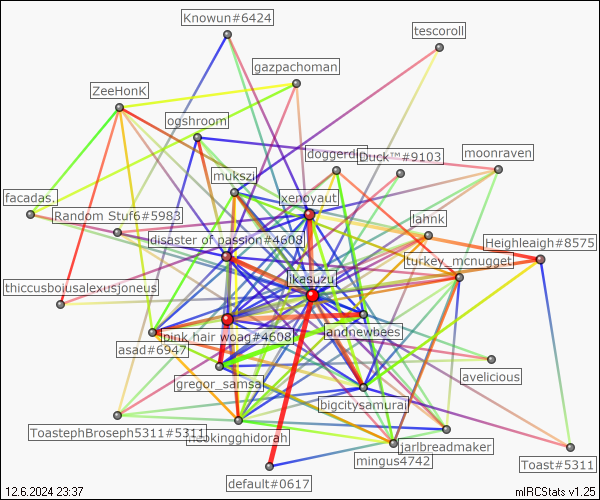 Knowun#6424
tescoroll
gazpachoman
ZeeHonK
ogshroom
doggerdu
Duck™#9103
moonraven
mukszi
facadas.
xenoyaut
Random Stuf6#5983
lahnk
disaster of passion#4608
Heighleaigh#8575
turkey_mcnugget
ikasuzu
thiccusboiusalexusjoneus
pink hair woag#4608
andnewbees
asad#6947
avelicious
gregor_samsa
bigcitysamurai
ToastephBroseph5311#5311
jarlbreadmaker
mingus4742
Toast#5311
default#0617
12.6.2024 23:37
mIRCStats v1.25